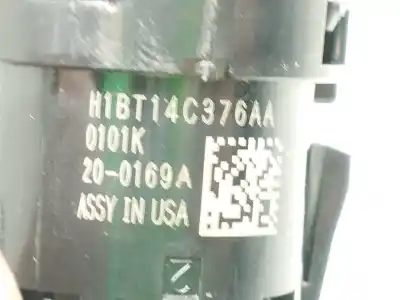 H1BT14C376AA
0101K
20-0169A
ASSY IN USA